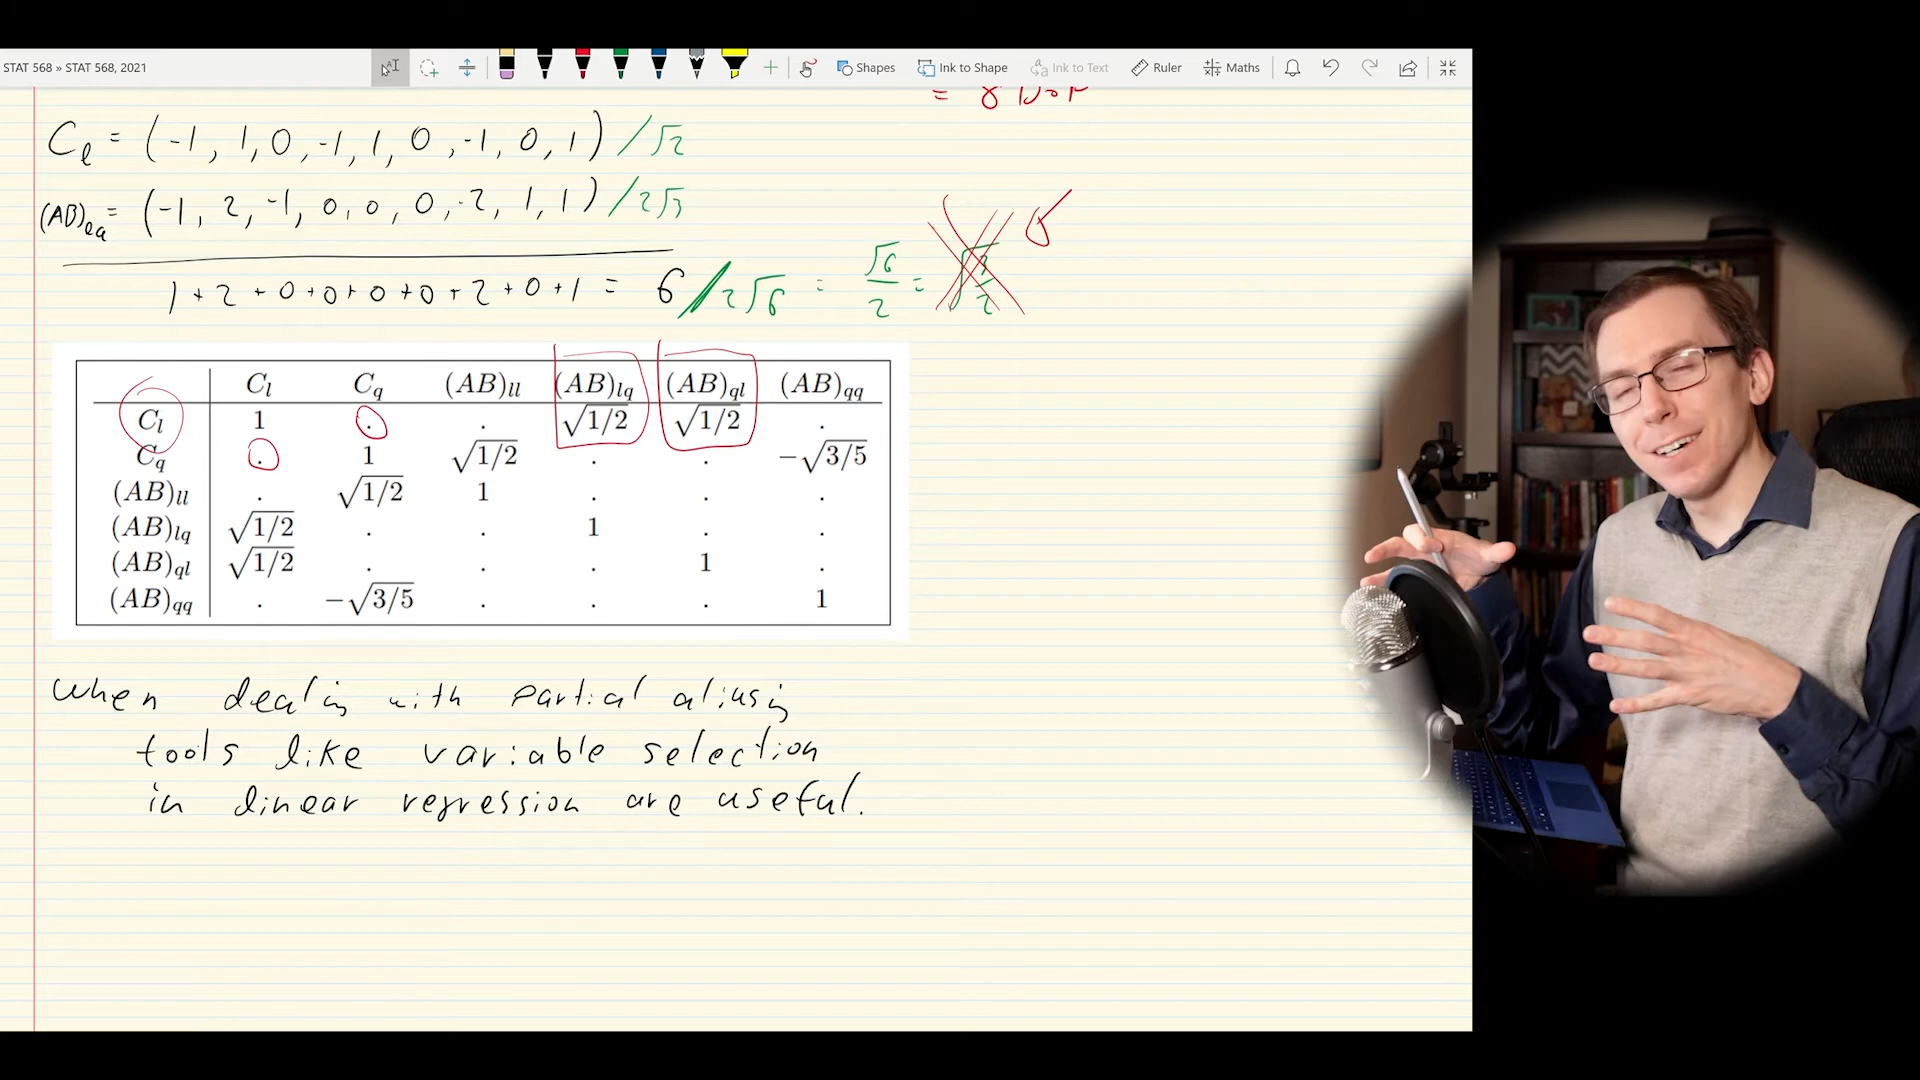 STAT 568 » STAT 568, 2021
Shapes Ink to Shape Ink to Text Ruler Maths
C_l = (-1, 1, 0, -1, 1, 0, -1, 0, 1) /√2
(AB)_lq = (-1, 2, -1, 0, 0, 0, -2, 1, 1) /2√3
1 + 2 + 0 + 0 + 0 + 0 + 2 + 0 + 1 = 6 / 2√6 = √6/2 =
C_l C_q (AB)_ll (AB)_lq (AB)_ql (AB)_qq
C_l 1 . . √1/2 √1/2 .
C_q . 1 √1/2 . . −√3/5
(AB)_ll . √1/2 1 . . .
(AB)_lq √1/2 . . 1 . .
(AB)_ql √1/2 . . . 1 .
(AB)_qq . −√3/5 . . . 1
When dealing with partial aliasing
tools like variable selection
in linear regression are useful.